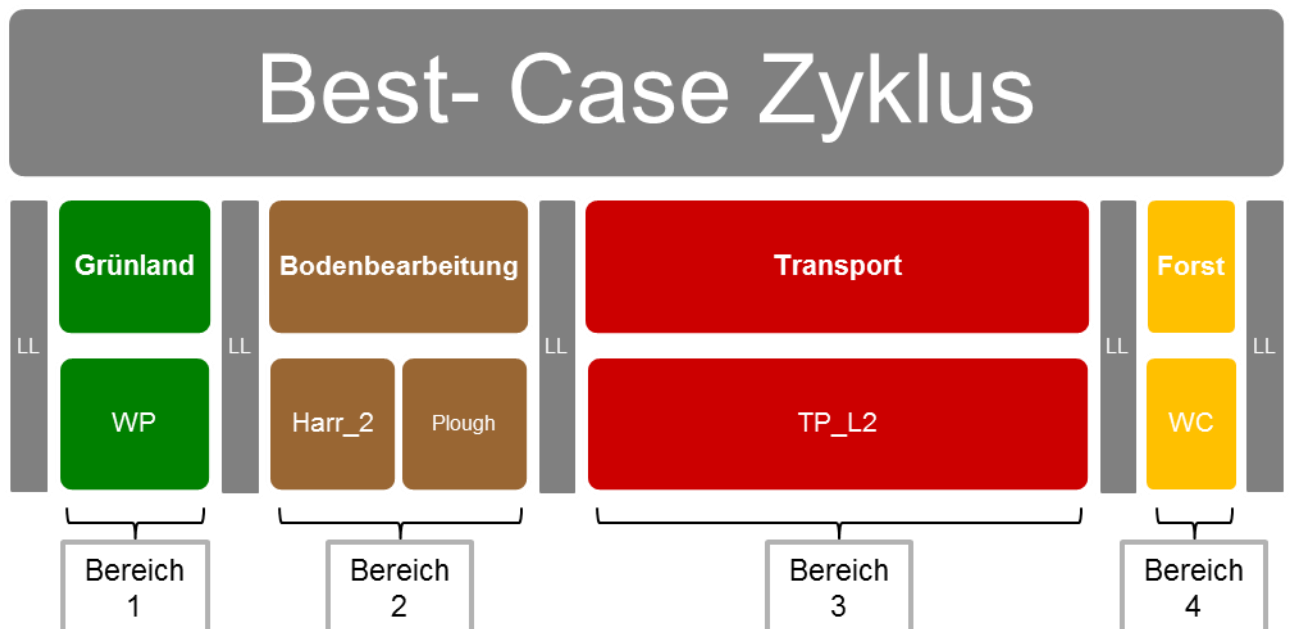 Best- Case Zyklus
Grünland
Bodenbearbeitung
Transport
Forst
LL
LL
LL
LL
LL
WP
Harr_2
Plough
TP_L2
WC
Bereich
1
Bereich
2
Bereich
3
Bereich
4